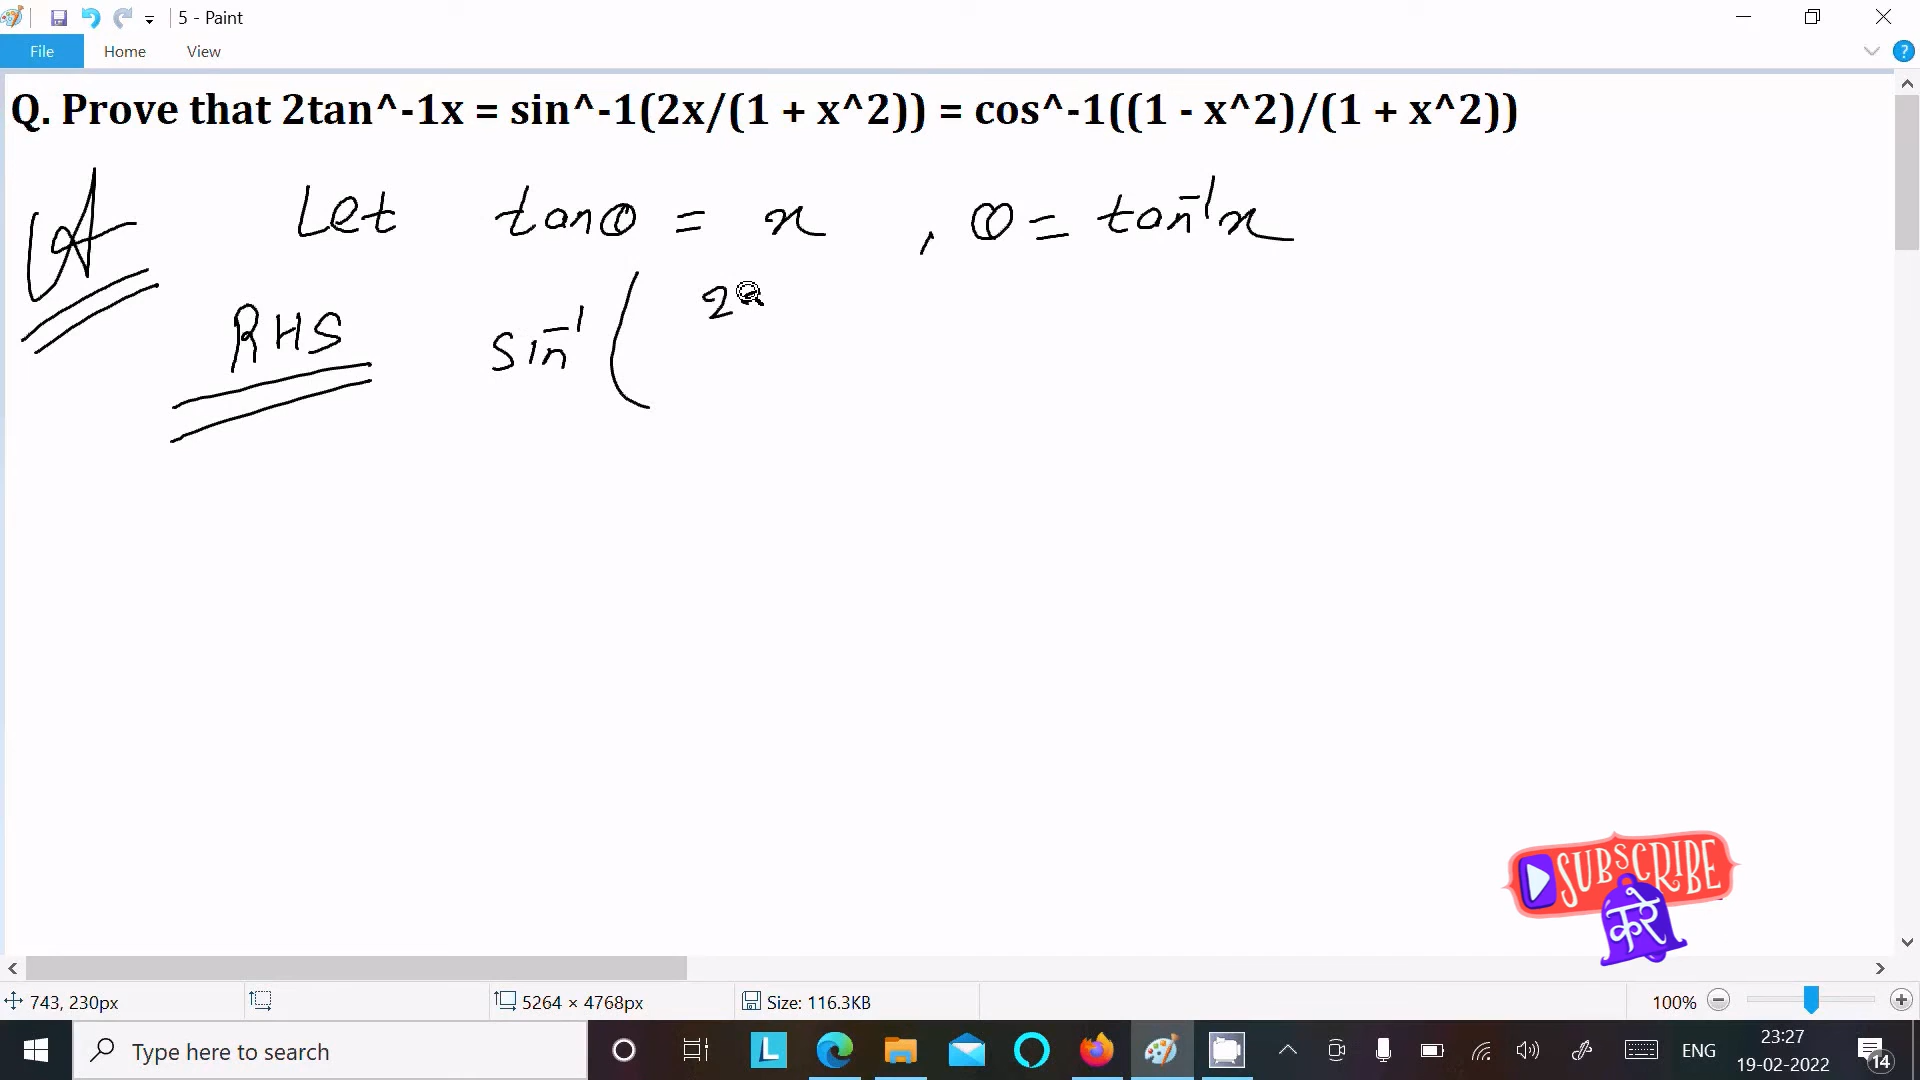 5 - Paint
File Home View
Q. Prove that 2tan^-1x = sin^-1(2x/(1 + x^2)) = cos^-1((1 - x^2)/(1 + x^2))
A Let tanθ = x , θ = tan⁻¹x
RHS sin⁻¹ ( 2
SUBSCRIBE
करे
743, 230px 5264 × 4768px Size: 116.3KB 100%
Type here to search L ENG 23:27
19-02-2022 14